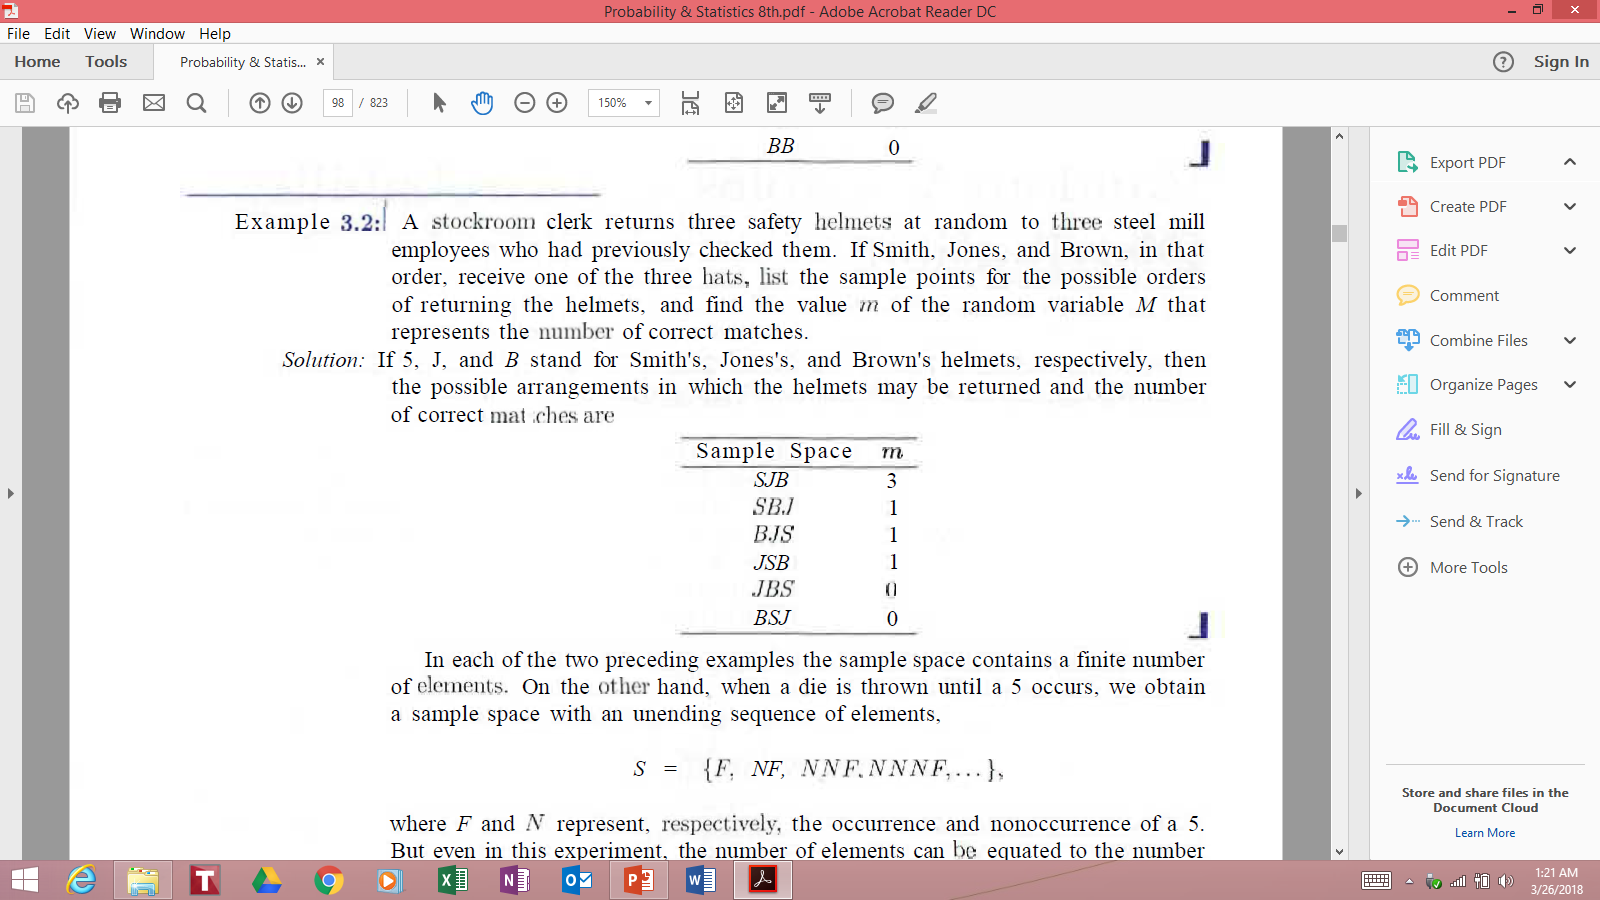 Probability & Statistics 8th.pdf - Adobe Acrobat Reader DC
File Edit View Window Help
Home Tools Probability & Statis... × ? Sign In
98 / 823 150%
BB 0
Example 3.2: A stockroom clerk returns three safety helmets at random to three steel mill
employees who had previously checked them. If Smith, Jones, and Brown, in that
order, receive one of the three hats, list the sample points for the possible orders
of returning the helmets, and find the value m of the random variable M that
represents the number of correct matches.
Solution: If 5, J, and B stand for Smith's, Jones's, and Brown's helmets, respectively, then
the possible arrangements in which the helmets may be returned and the number
of correct matches are
Sample Space m
SJB 3
SBJ 1
BJS 1
JSB 1
JBS 0
BSJ 0
In each of the two preceding examples the sample space contains a finite number
of elements. On the other hand, when a die is thrown until a 5 occurs, we obtain
a sample space with an unending sequence of elements,
S = {F, NF, NNF, NNNF, ...},
where F and N represent, respectively, the occurrence and nonoccurrence of a 5.
But even in this experiment, the number of elements can be equated to the number
Export PDF
Create PDF
Edit PDF
Comment
Combine Files
Organize Pages
Fill & Sign
Send for Signature
Send & Track
More Tools
Store and share files in the
Document Cloud
Learn More
1:21 AM
3/26/2018